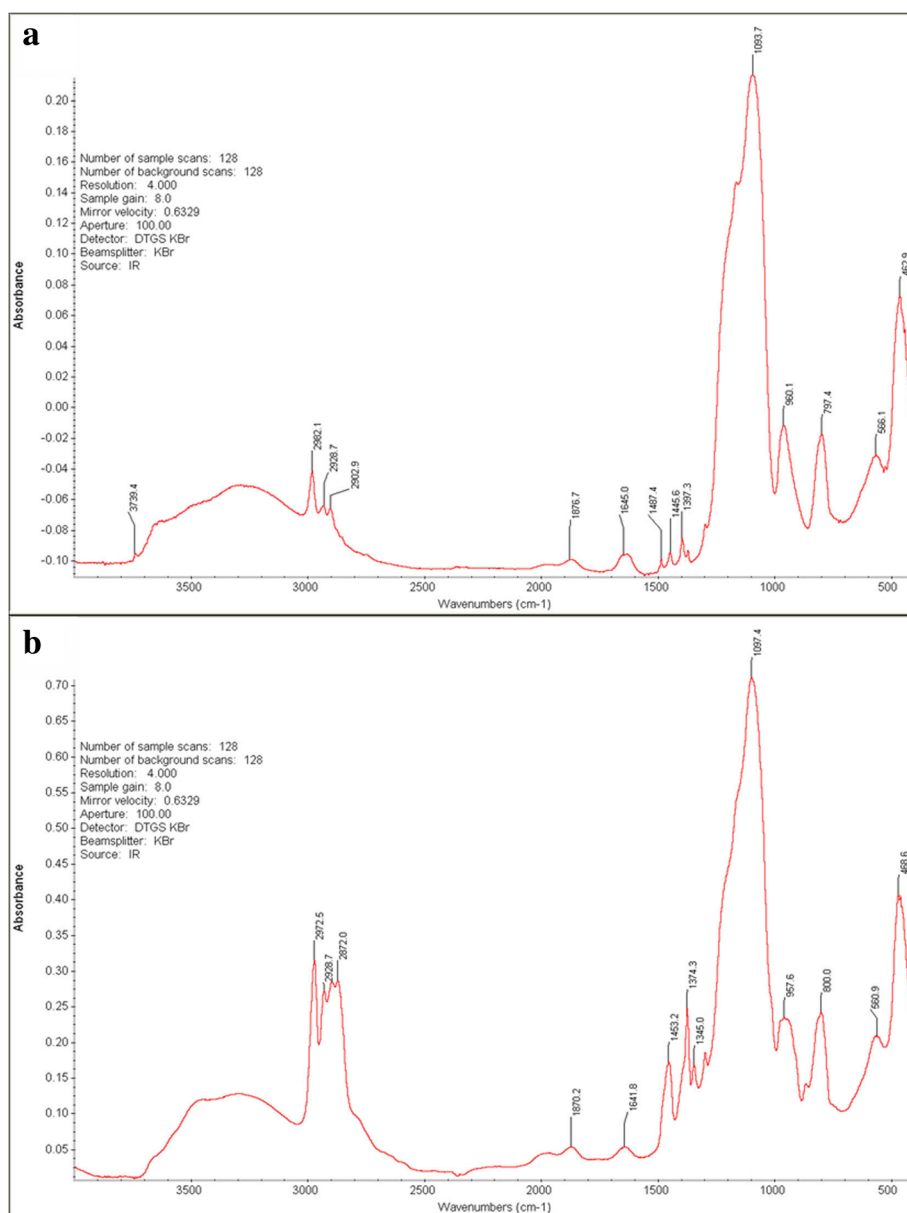 a
1093.7
0.20
0.18
0.16
0.14
0.12
0.10
0.08
0.06
0.04
0.02
0.00
-0.02
-0.04
-0.06
-0.08
-0.10
Absorbance
Number of sample scans: 128
Number of background scans: 128
Resolution: 4.000
Sample gain: 8.0
Mirror velocity: 0.6329
Aperture: 100.00
Detector: DTGS KBr
Beamsplitter: KBr
Source: IR
3739.4
2982.1
2928.7
2902.9
1876.7
1645.0
1487.4
1445.6
1397.3
960.1
797.4
566.1
462.9
3500 3000 2500 2000 1500 1000 500
Wavenumbers (cm-1)
b
1097.4
0.70
0.65
0.60
0.55
0.50
0.45
0.40
0.35
0.30
0.25
0.20
0.15
0.10
0.05
Absorbance
Number of sample scans: 128
Number of background scans: 128
Resolution: 4.000
Sample gain: 8.0
Mirror velocity: 0.6329
Aperture: 100.00
Detector: DTGS KBr
Beamsplitter: KBr
Source: IR
2972.5
2928.7
2872.0
1870.2
1641.8
1453.2
1374.3
1345.0
957.6
800.0
560.9
468.6
3500 3000 2500 2000 1500 1000 500
Wavenumbers (cm-1)